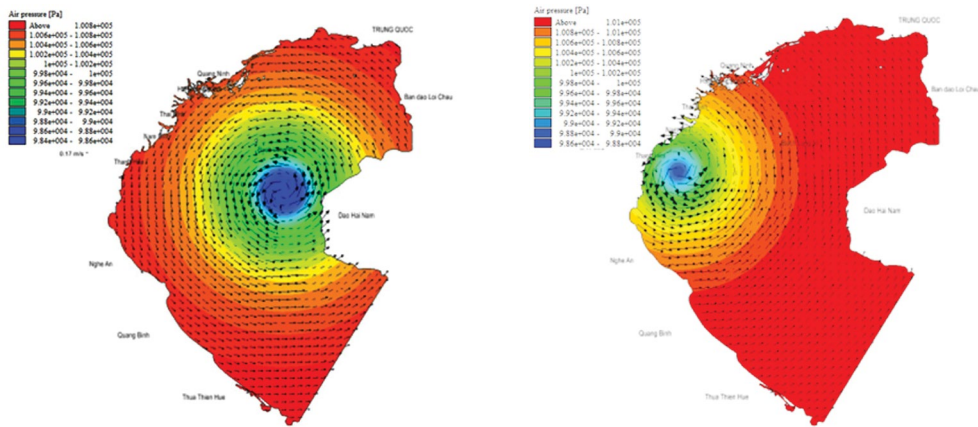 Air pressure [Pa]
Above 1.008e+005
1.006e+005 - 1.008e+005
1.004e+005 - 1.006e+005
1.002e+005 - 1.004e+005
1e+005 - 1.002e+005
9.98e+004 - 1e+005
9.96e+004 - 9.98e+004
9.94e+004 - 9.96e+004
9.92e+004 - 9.94e+004
9.9e+004 - 9.92e+004
9.88e+004 - 9.9e+004
9.86e+004 - 9.88e+004
9.84e+004 - 9.86e+004
0.17 m/s
TRUNG QUOC
Quang Ninh
Ban dao Loi Chau
Dao Hai Nam
Nghe An
Quang Binh
Thua Thien Hue
Air pressure [Pa]
Above 1.01e+005
1.008e+005 - 1.01e+005
1.006e+005 - 1.008e+005
1.004e+005 - 1.006e+005
1.002e+005 - 1.004e+005
1e+005 - 1.002e+005
9.98e+004 - 1e+005
9.96e+004 - 9.98e+004
9.94e+004 - 9.96e+004
9.92e+004 - 9.94e+004
9.9e+004 - 9.92e+004
9.88e+004 - 9.9e+004
9.86e+004 - 9.88e+004
TRUNG QUOC
Quang Ninh
Ban dao Loi Chau
Dao Hai Nam
Nghe An
Quang Binh
Thua Thien Hue